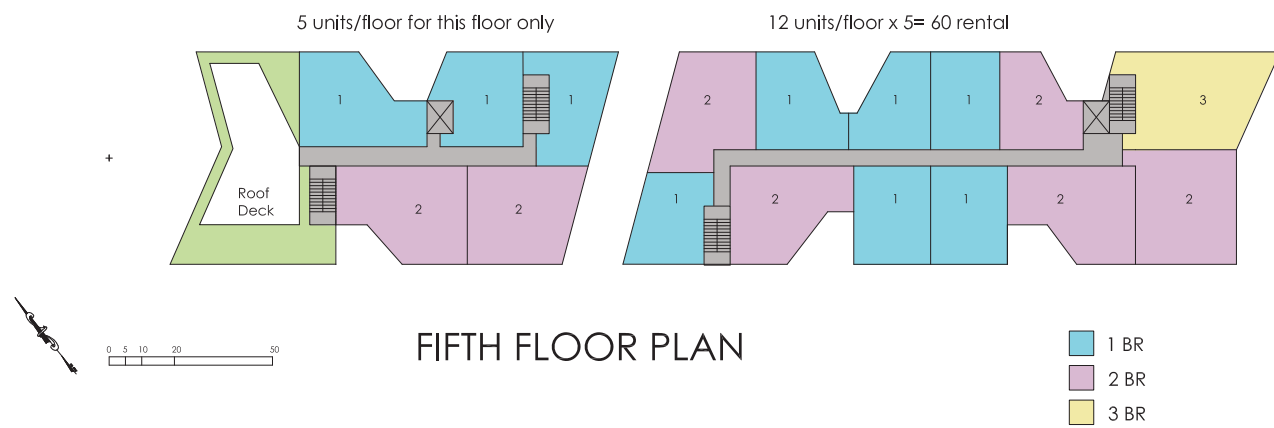 5 units/floor for this floor only
12 units/floor x 5= 60 rental
1
1
1
2
1
1
1
2
3
+
Roof
Deck
2
2
1
2
1
1
2
2
0 5 10 20 50
FIFTH FLOOR PLAN
1 BR
2 BR
3 BR